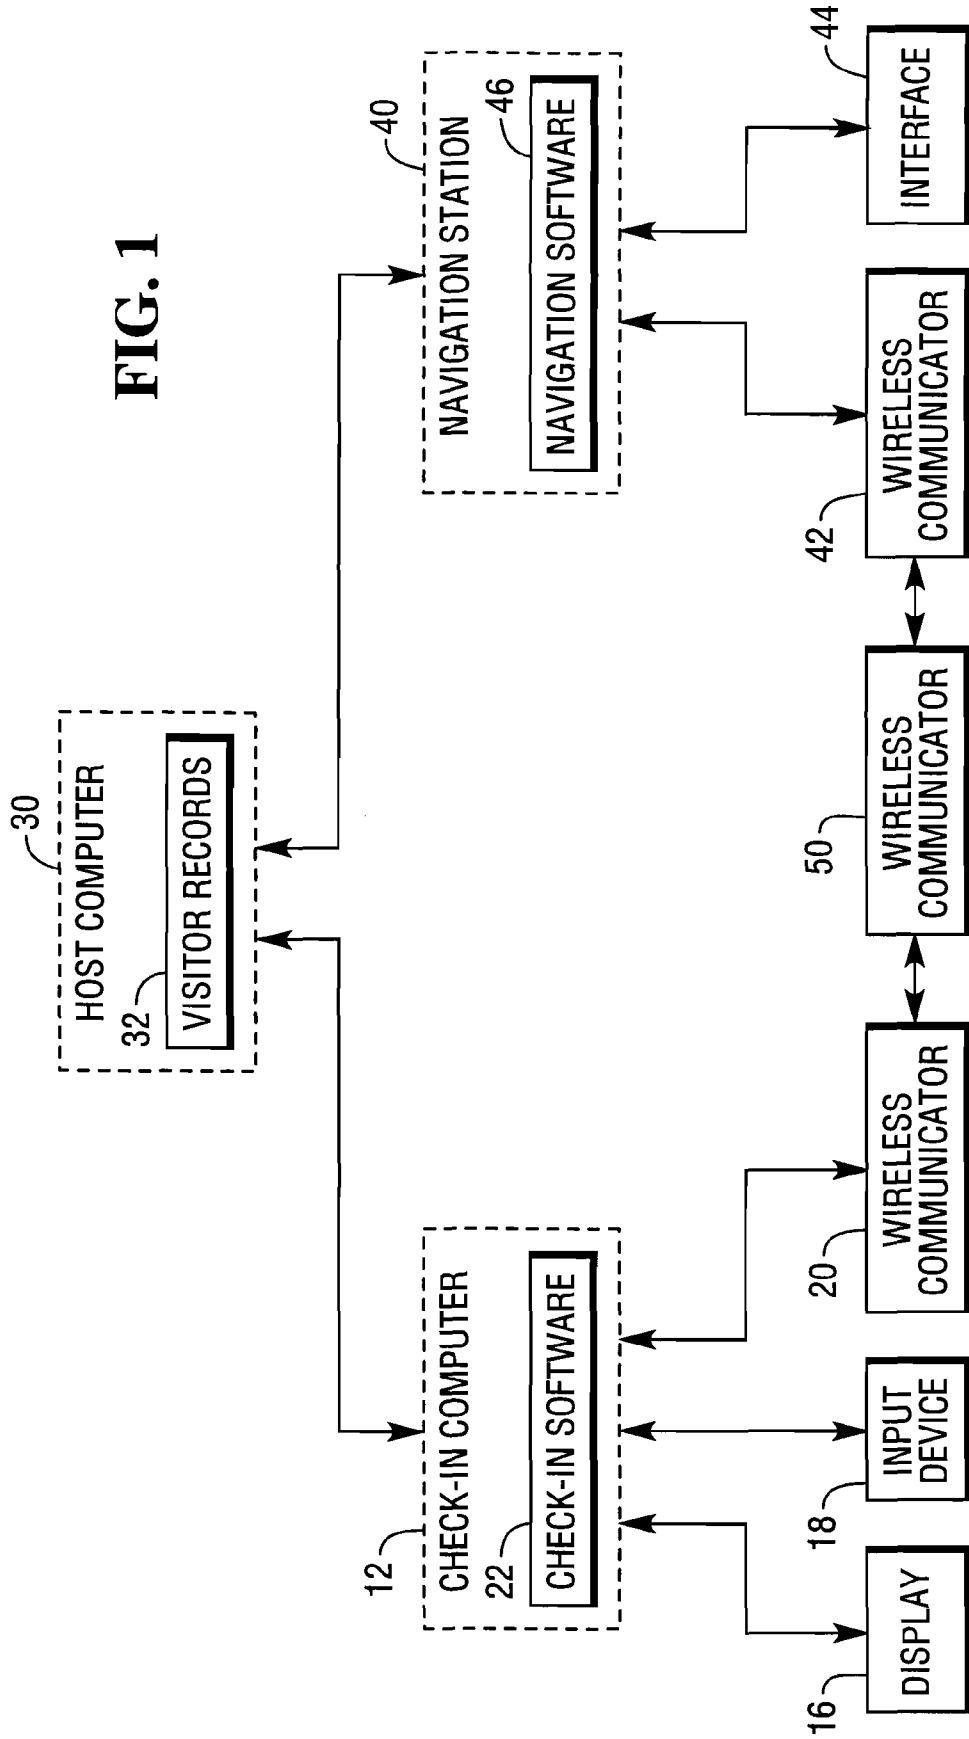 FIG. 1
30
HOST COMPUTER
32
VISITOR RECORDS
12
CHECK-IN COMPUTER
22
CHECK-IN SOFTWARE
40
NAVIGATION STATION
46
NAVIGATION SOFTWARE
16
DISPLAY
18
INPUT
DEVICE
20
WIRELESS
COMMUNICATOR
50
WIRELESS
COMMUNICATOR
42
WIRELESS
COMMUNICATOR
44
INTERFACE